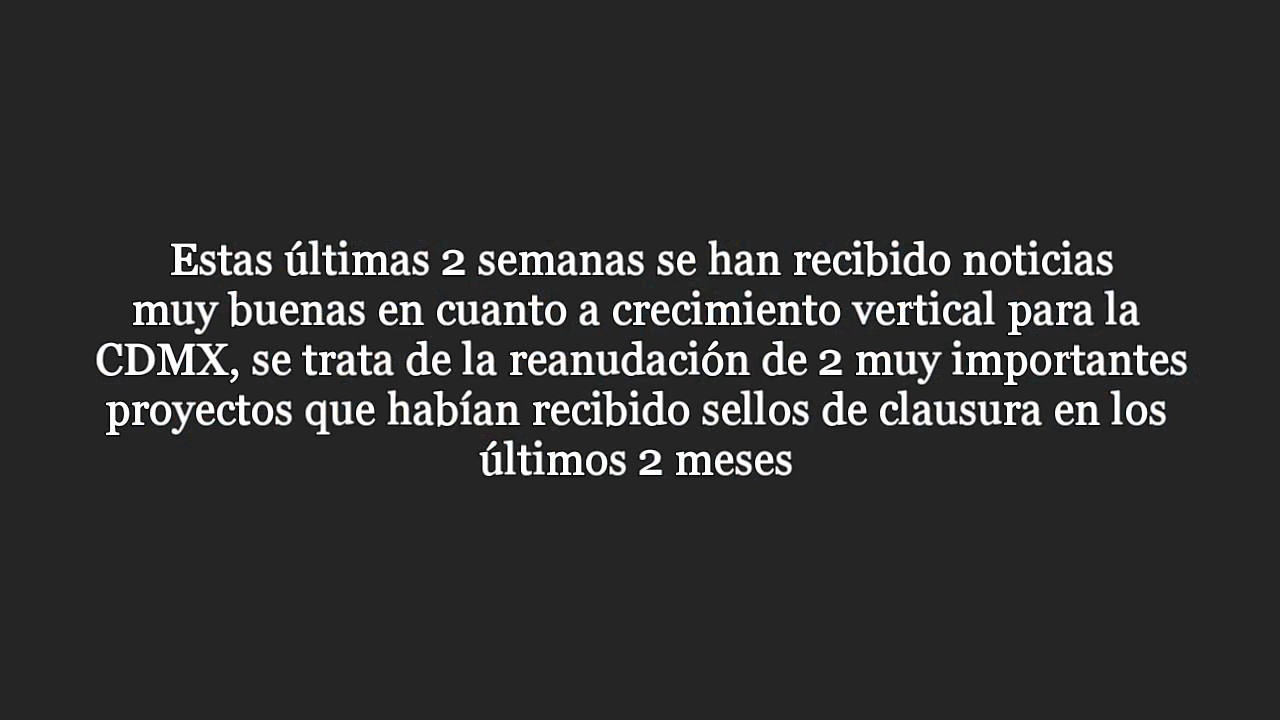 Estas últimas 2 semanas se han recibido noticias
muy buenas en cuanto a crecimiento vertical para la
CDMX, se trata de la reanudación de 2 muy importantes
proyectos que habían recibido sellos de clausura en los
últimos 2 meses